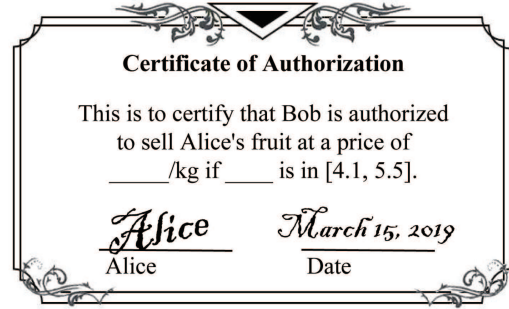 Certificate of Authorization
This is to certify that Bob is authorized
to sell Alice's fruit at a price of
_____/kg if ____ is in [4.1, 5.5].
Alice March 15, 2019
Alice Date